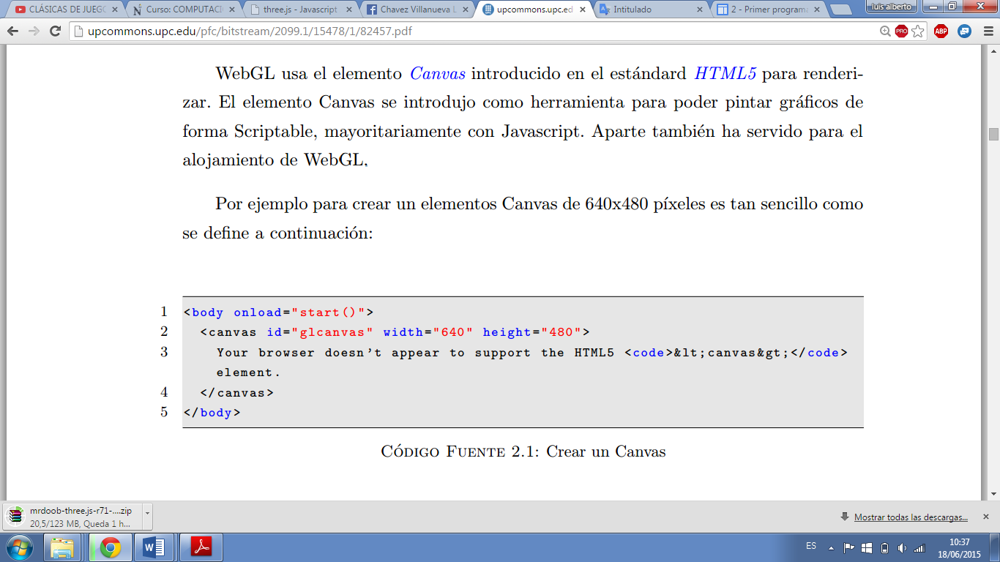 CLÁSICAS DE JUEGO
Curso: COMPUTACI
three.js - Javascript
Chavez Villanueva L
upcommons.upc.ed
Intitulado
2 - Primer programa
luis alberto
upcommons.upc.edu/pfc/bitstream/2099.1/15478/1/82457.pdf
PRO
ABP
WebGL usa el elemento Canvas introducido en el estándard HTML5 para renderi-
zar. El elemento Canvas se introdujo como herramienta para poder pintar gráficos de
forma Scriptable, mayoritariamente con Javascript. Aparte también ha servido para el
alojamiento de WebGL.
Por ejemplo para crear un elementos Canvas de 640x480 píxeles es tan sencillo como
se define a continuación:
1 <body onload="start()">
2 <canvas id="glcanvas" width="640" height="480">
3 Your browser doesn't appear to support the HTML5 <code>&lt;canvas&gt;</code>
element.
4 </canvas>
5 </body>
Código Fuente 2.1: Crear un Canvas
mrdoob-three.js-r71-....zip
20,5/123 MB, Queda 1 h...
Mostrar todas las descargas...
ES
10:37
18/06/2015